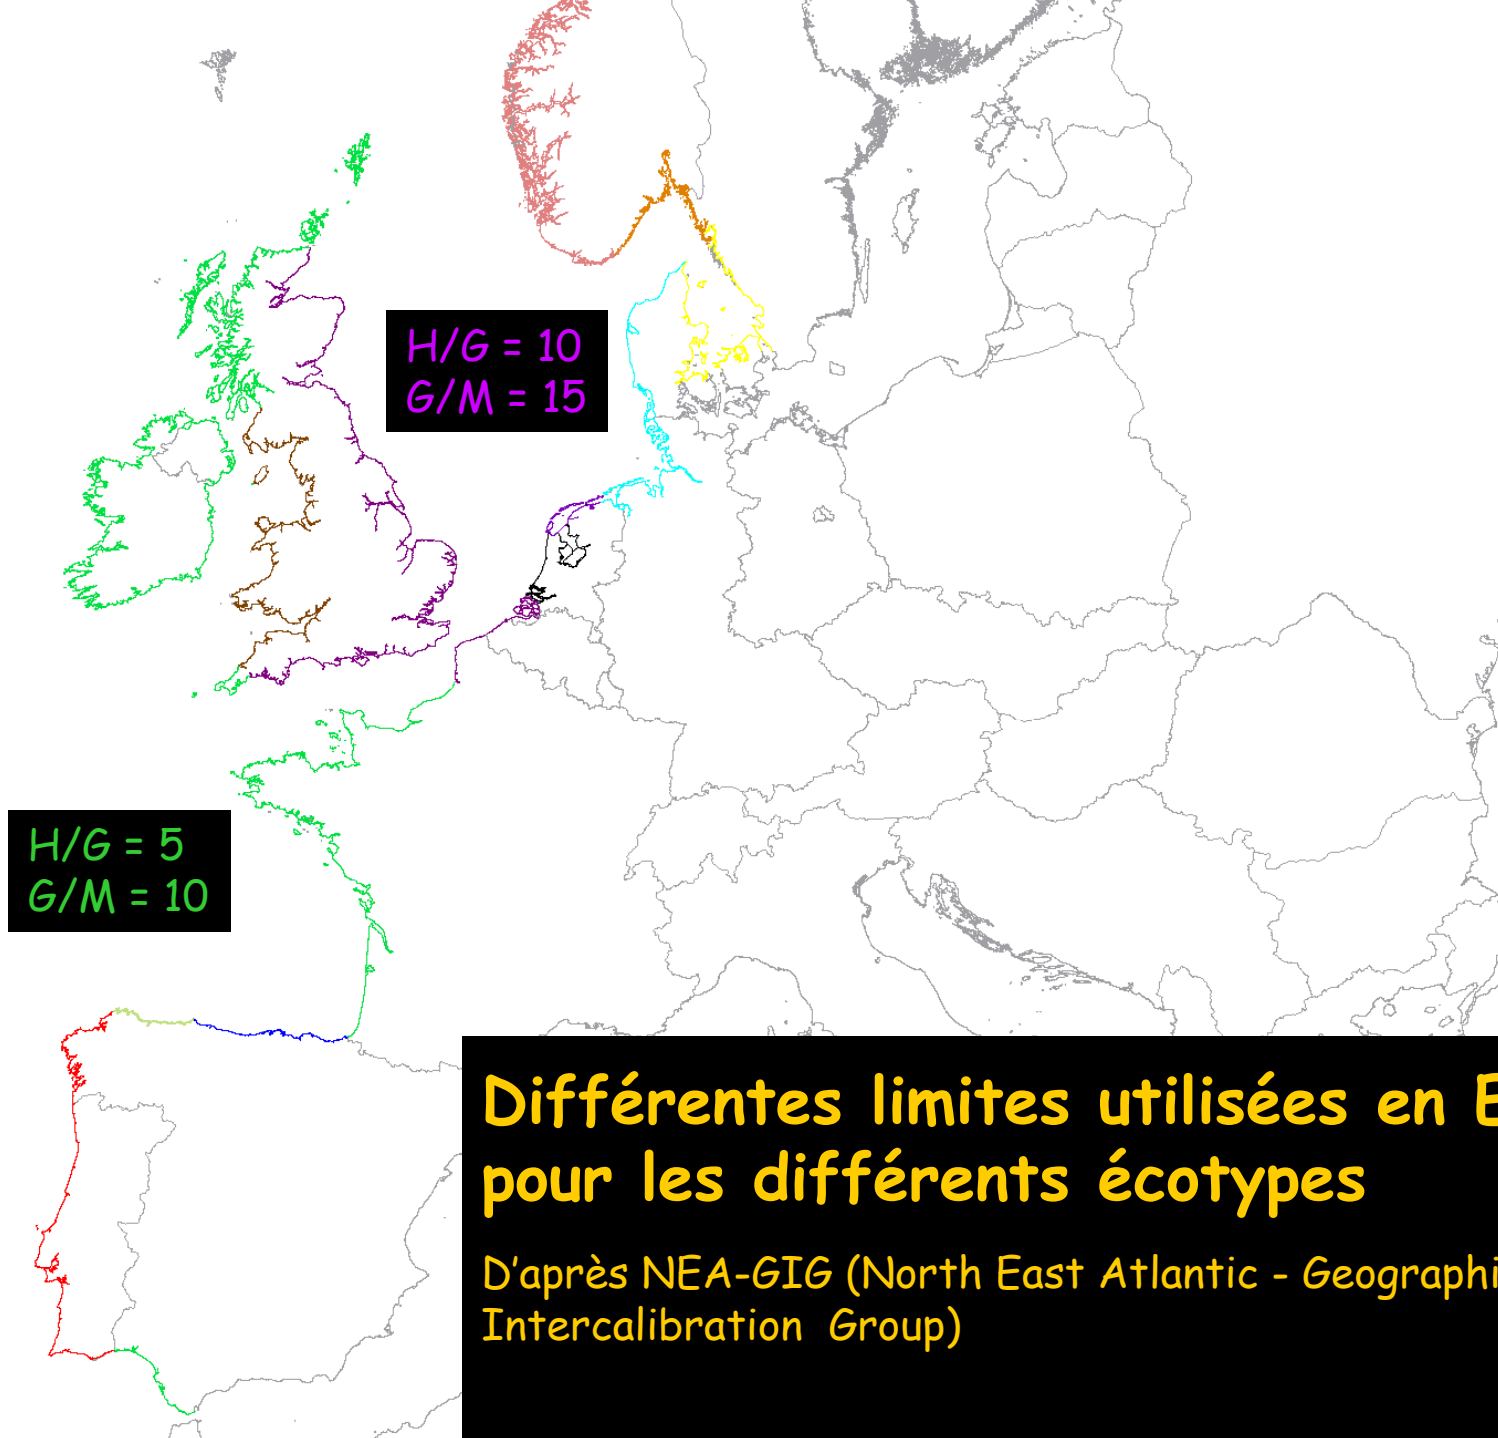 H/G = 10
G/M = 15
H/G = 5
G/M = 10
Différentes limites utilisées en
pour les différents écotypes
D’après NEA-GIG (North East Atlantic - Geographi
Intercalibration Group)